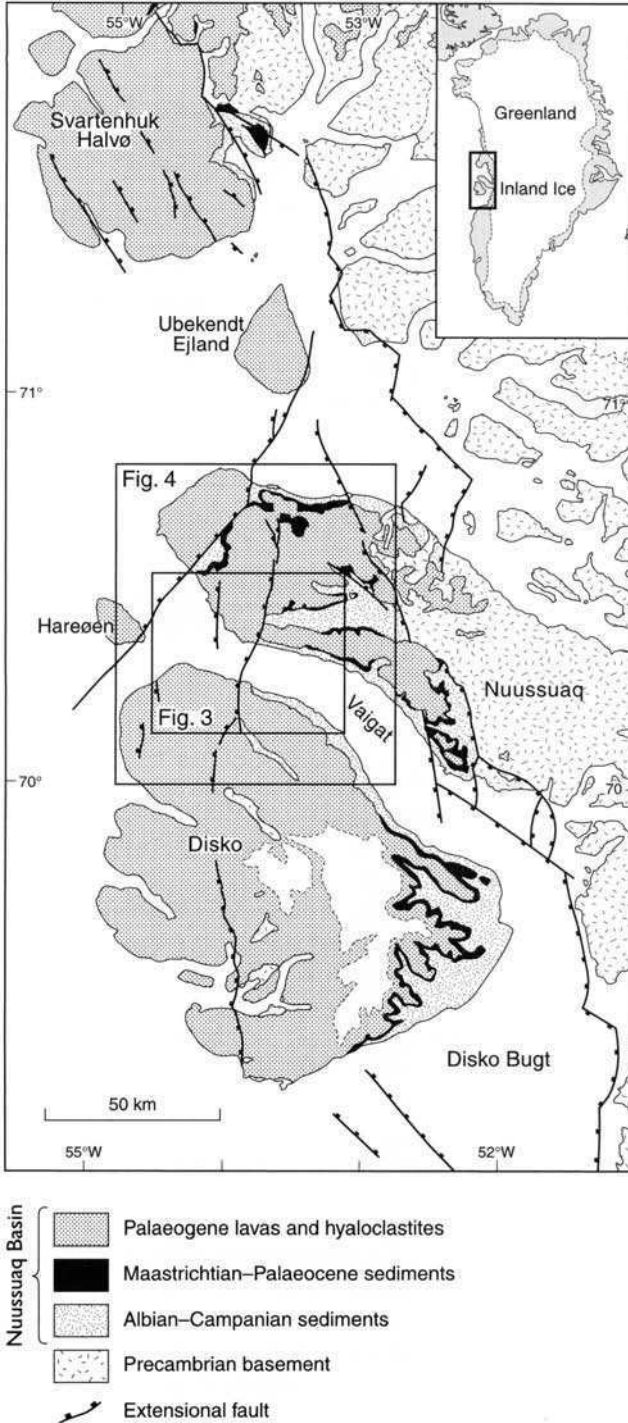 55°W
53°W
Svartenhuk
Halvø
Greenland
Inland Ice
Ubekendt
Ejland
71°
71°
Fig. 4
Hareøen
Nuussuaq
Vaigat
Fig. 3
70°
70
Disko
Disko Bugt
50 km
55°W
52°W
Nuussuaq Basin
Palaeogene lavas and hyaloclastites
Maastrichtian–Palaeocene sediments
Albian–Campanian sediments
Precambrian basement
Extensional fault